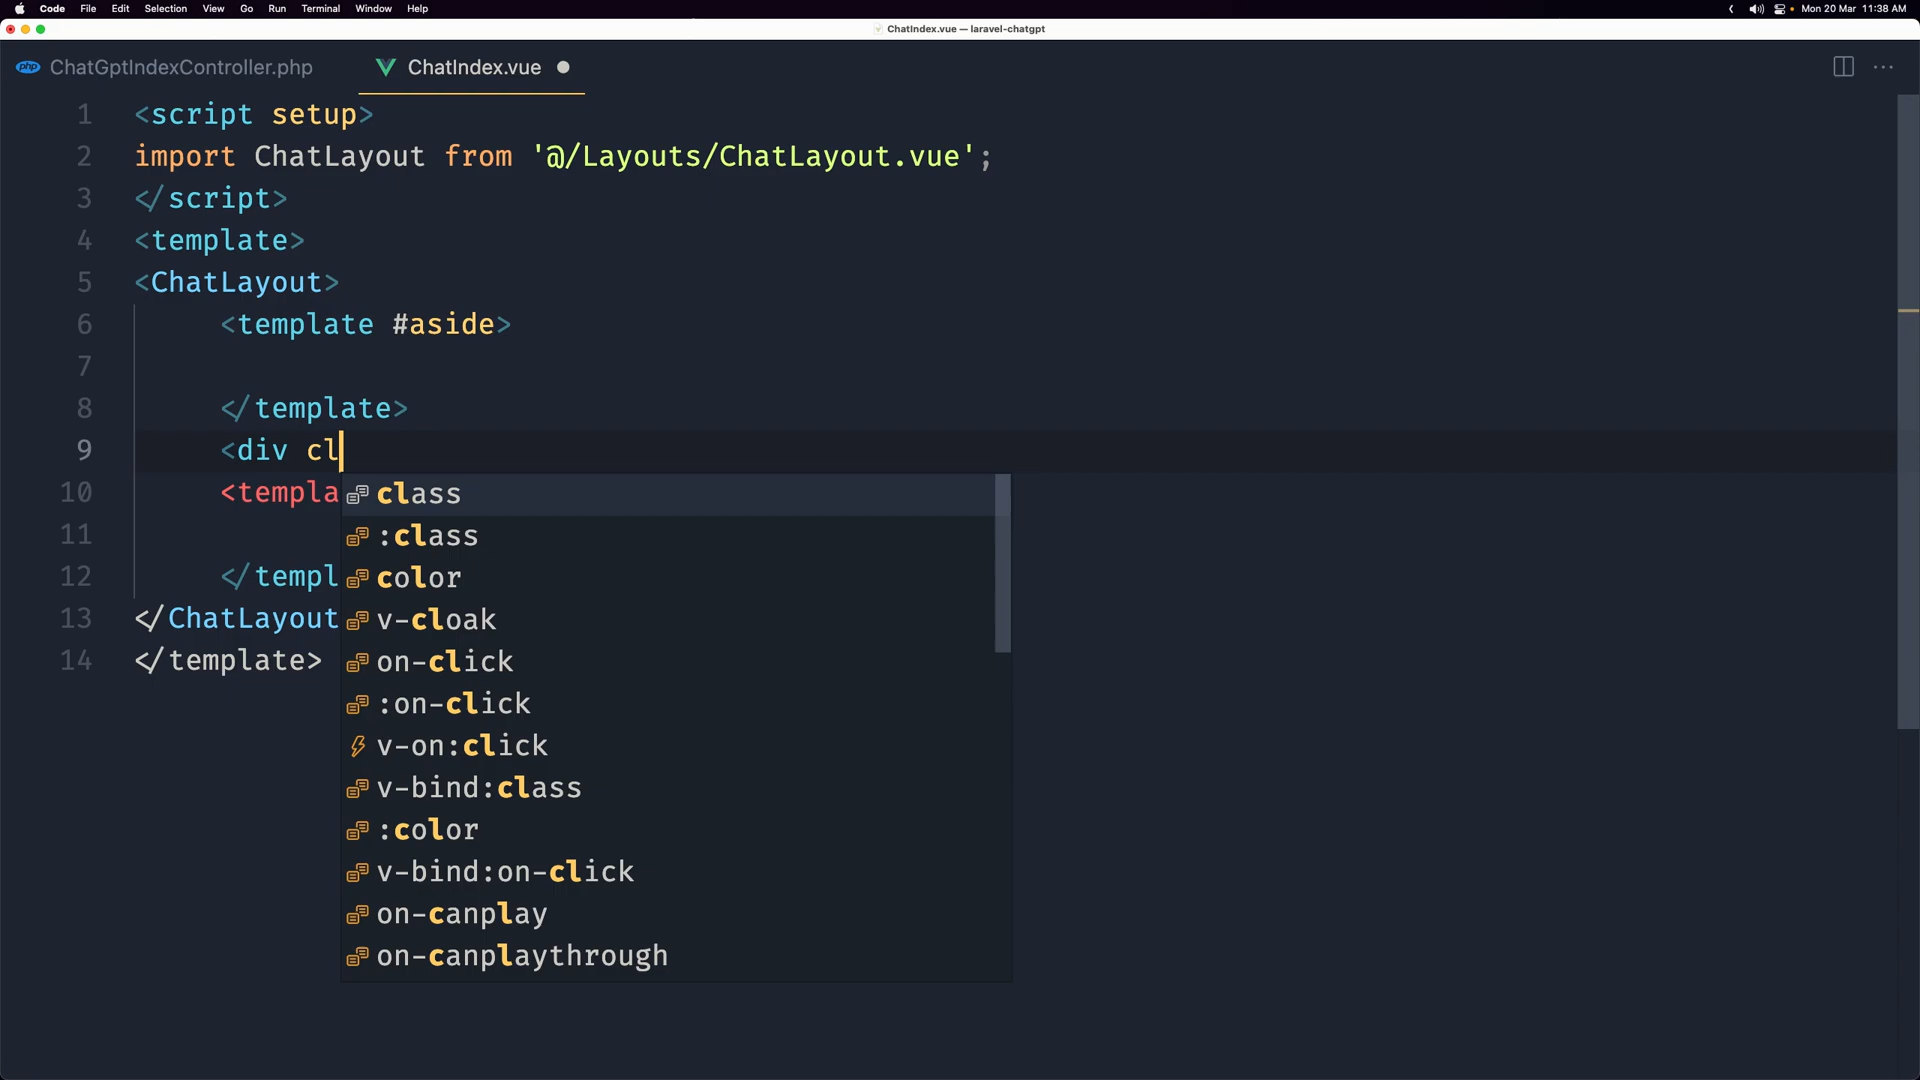 Code File Edit Selection View Go Run Terminal Window Help Mon 20 Mar 11:38 AM
ChatIndex.vue — laravel-chatgpt
php ChatGptIndexController.php ChatIndex.vue
1 <script setup>
2 import ChatLayout from '@/Layouts/ChatLayout.vue';
3 </script>
4 <template>
5 <ChatLayout>
6 <template #aside>
7
8 </template>
9 <div cl
10 <templa
11
12 </templ
13 </ChatLayout
14 </template>
class
:class
color
v-cloak
on-click
:on-click
v-on:click
v-bind:class
:color
v-bind:on-click
on-canplay
on-canplaythrough